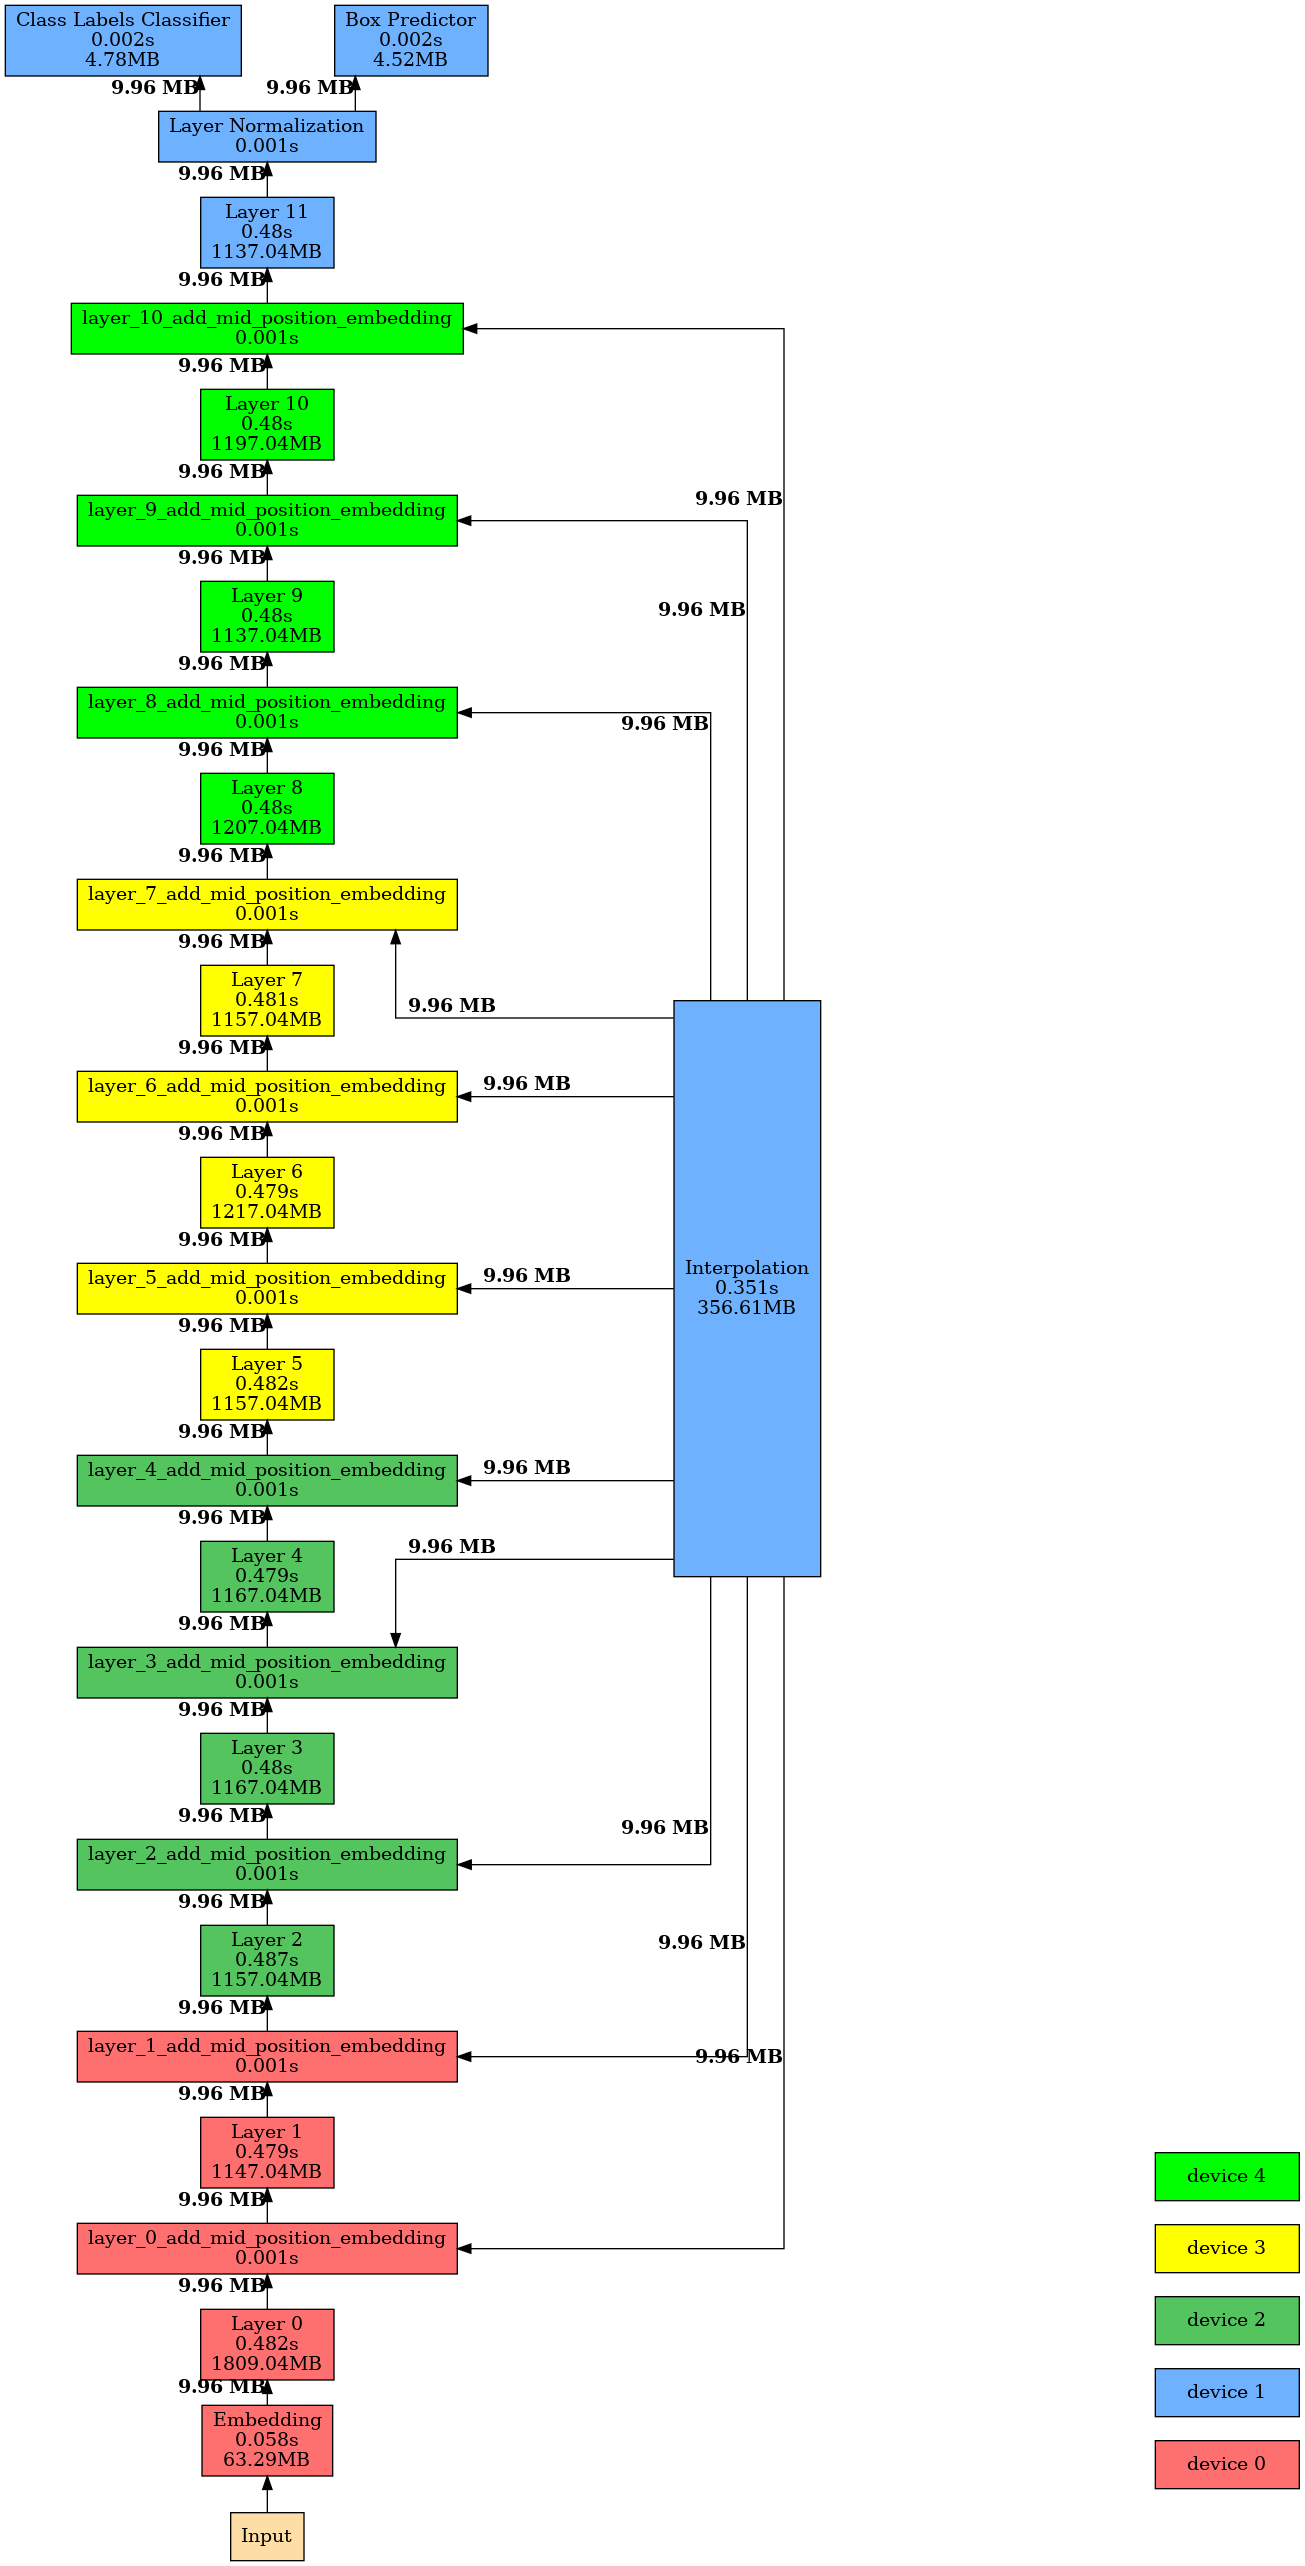 Class Labels Classifier
0.002s
4.78MB
Box Predictor
0.002s
4.52MB
9.96 MB
9.96 MB
Layer Normalization
0.001s
9.96 MB
Layer 11
0.48s
1137.04MB
9.96 MB
layer_10_add_mid_position_embedding
0.001s
9.96 MB
Layer 10
0.48s
1197.04MB
9.96 MB
9.96 MB
layer_9_add_mid_position_embedding
0.001s
9.96 MB
Layer 9
0.48s
1137.04MB
9.96 MB
9.96 MB
layer_8_add_mid_position_embedding
0.001s
9.96 MB
9.96 MB
Layer 8
0.48s
1207.04MB
9.96 MB
layer_7_add_mid_position_embedding
0.001s
9.96 MB
Layer 7
0.481s
1157.04MB
9.96 MB
9.96 MB
layer_6_add_mid_position_embedding
0.001s
9.96 MB
9.96 MB
Layer 6
0.479s
1217.04MB
9.96 MB
layer_5_add_mid_position_embedding
0.001s
9.96 MB
Interpolation
0.351s
356.61MB
9.96 MB
Layer 5
0.482s
1157.04MB
9.96 MB
layer_4_add_mid_position_embedding
0.001s
9.96 MB
9.96 MB
Layer 4
0.479s
1167.04MB
9.96 MB
9.96 MB
layer_3_add_mid_position_embedding
0.001s
9.96 MB
Layer 3
0.48s
1167.04MB
9.96 MB
9.96 MB
layer_2_add_mid_position_embedding
0.001s
9.96 MB
Layer 2
0.487s
1157.04MB
9.96 MB
9.96 MB
layer_1_add_mid_position_embedding
0.001s
9.96 MB
9.96 MB
Layer 1
0.479s
1147.04MB
9.96 MB
layer_0_add_mid_position_embedding
0.001s
9.96 MB
Layer 0
0.482s
1809.04MB
9.96 MB
Embedding
0.058s
63.29MB
Input
device 4
device 3
device 2
device 1
device 0